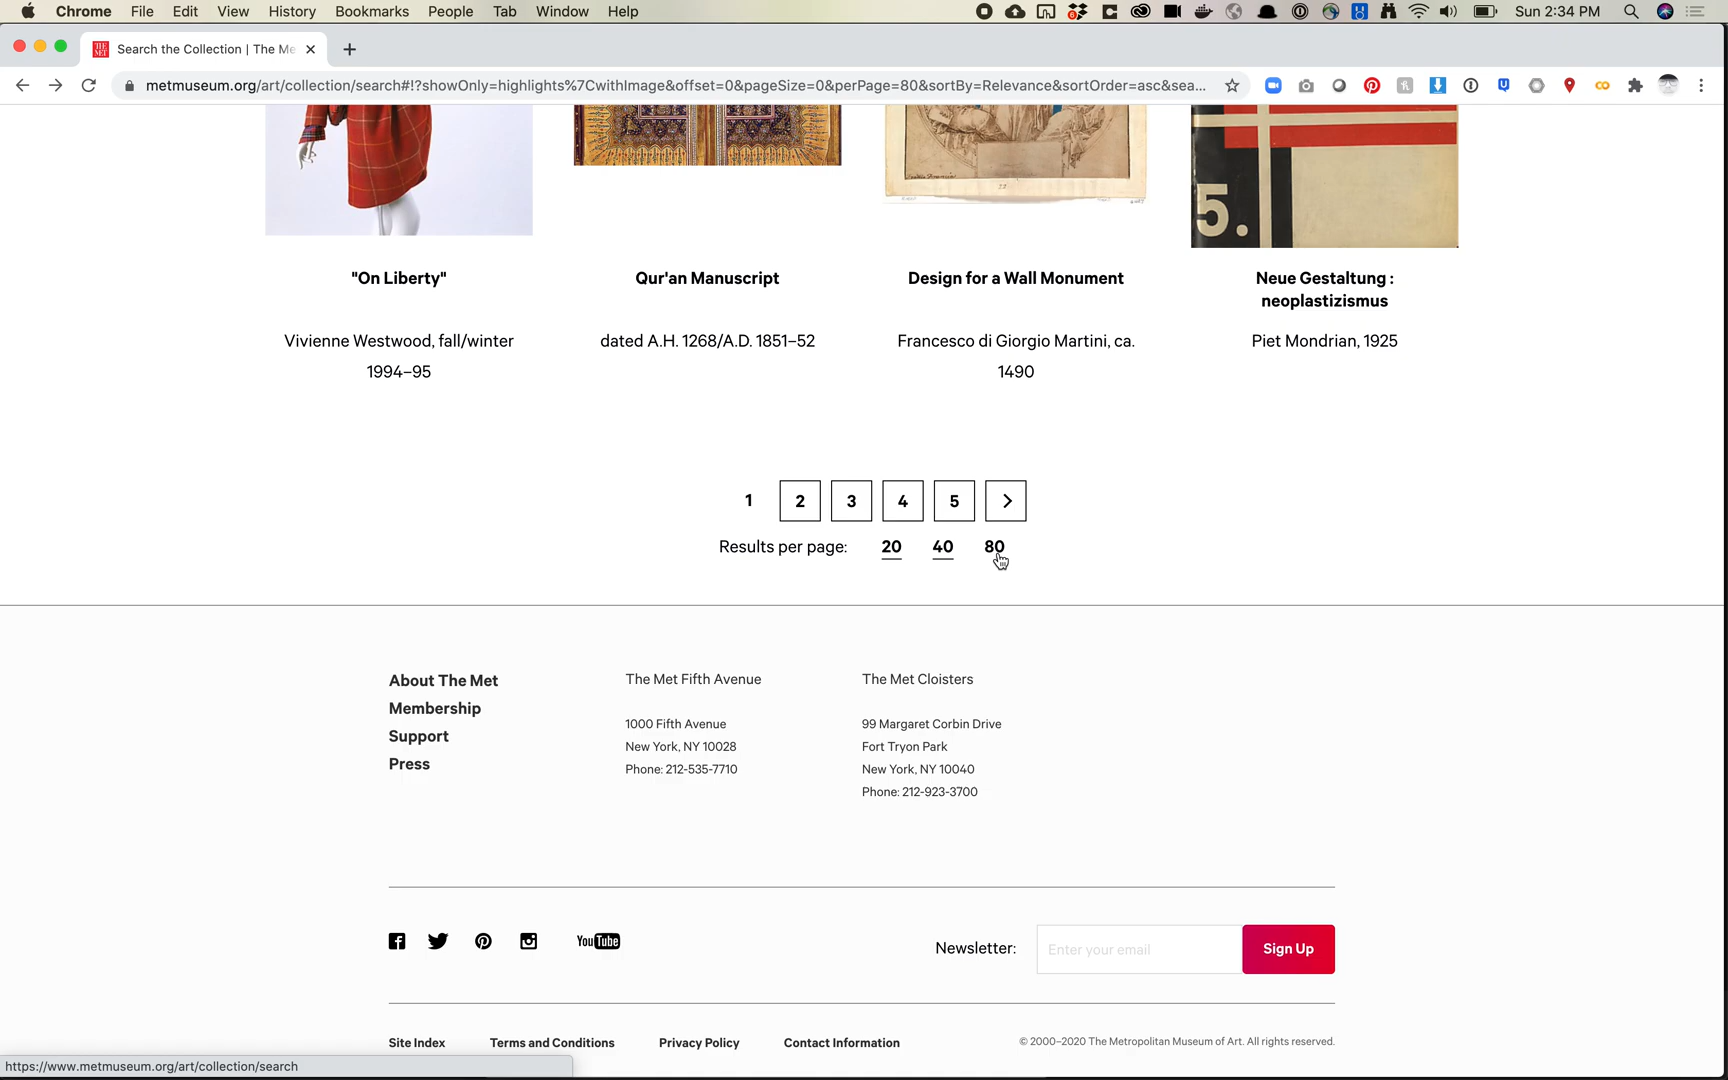 Chrome File Edit View History Bookmarks People Tab Window Help Sun 2:34 PM
THE MET Search the Collection | The Me
metmuseum.org/art/collection/search#!?showOnly=highlights%7CwithImage&offset=0&pageSize=0&perPage=80&sortBy=Relevance&sortOrder=asc&sea...
5.
"On Liberty" Qur'an Manuscript Design for a Wall Monument Neue Gestaltung :
neoplastizismus
Vivienne Westwood, fall/winter dated A.H. 1268/A.D. 1851–52 Francesco di Giorgio Martini, ca. Piet Mondrian, 1925
1994–95 1490
1 2 3 4 5
Results per page: 20 40 80
About The Met The Met Fifth Avenue The Met Cloisters
Membership 1000 Fifth Avenue 99 Margaret Corbin Drive
Support New York, NY 10028 Fort Tryon Park
Press Phone: 212-535-7710 New York, NY 10040
Phone: 212-923-3700
YouTube Newsletter: Enter your email Sign Up
Site Index Terms and Conditions Privacy Policy Contact Information © 2000–2020 The Metropolitan Museum of Art. All rights reserved.
https://www.metmuseum.org/art/collection/search